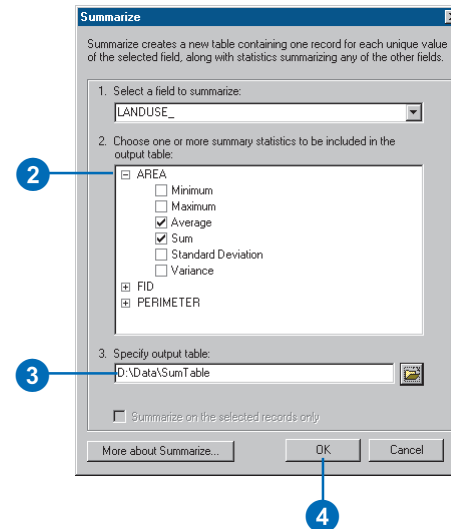 Summarize
Summarize creates a new table containing one record for each unique value
of the selected field, along with statistics summarizing any of the other fields.
1. Select a field to summarize:
LANDUSE_
2. Choose one or more summary statistics to be included in the
output table:
2
AREA
Minimum
Maximum
Average
Sum
Standard Deviation
Variance
FID
PERIMETER
3. Specify output table:
3
D:\Data\SumTable
Summarize on the selected records only
More about Summarize...
OK
Cancel
4